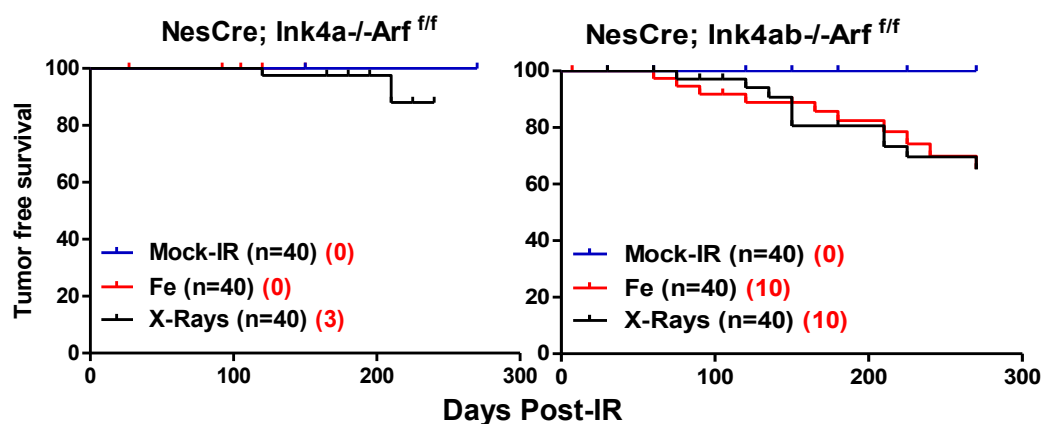 NesCre; Ink4a-/-Arf f/f
NesCre; Ink4ab-/-Arf f/f
Tumor free survival
100
80
60
40
20
0
Mock-IR (n=40) (0)
Fe (n=40) (0)
X-Rays (n=40) (3)
0
100
200
300
100
80
60
40
20
0
Mock-IR (n=40) (0)
Fe (n=40) (10)
X-Rays (n=40) (10)
0
100
200
300
Days Post-IR